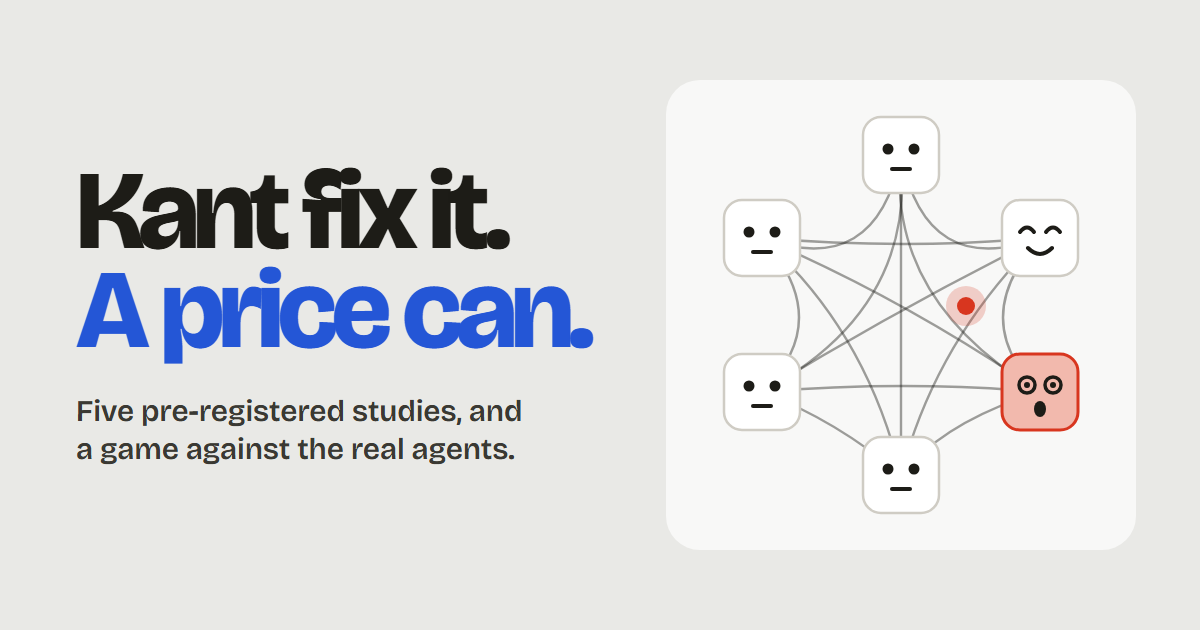 Kant fix it.
A price can.
Five pre-registered studies, and
a game against the real agents.